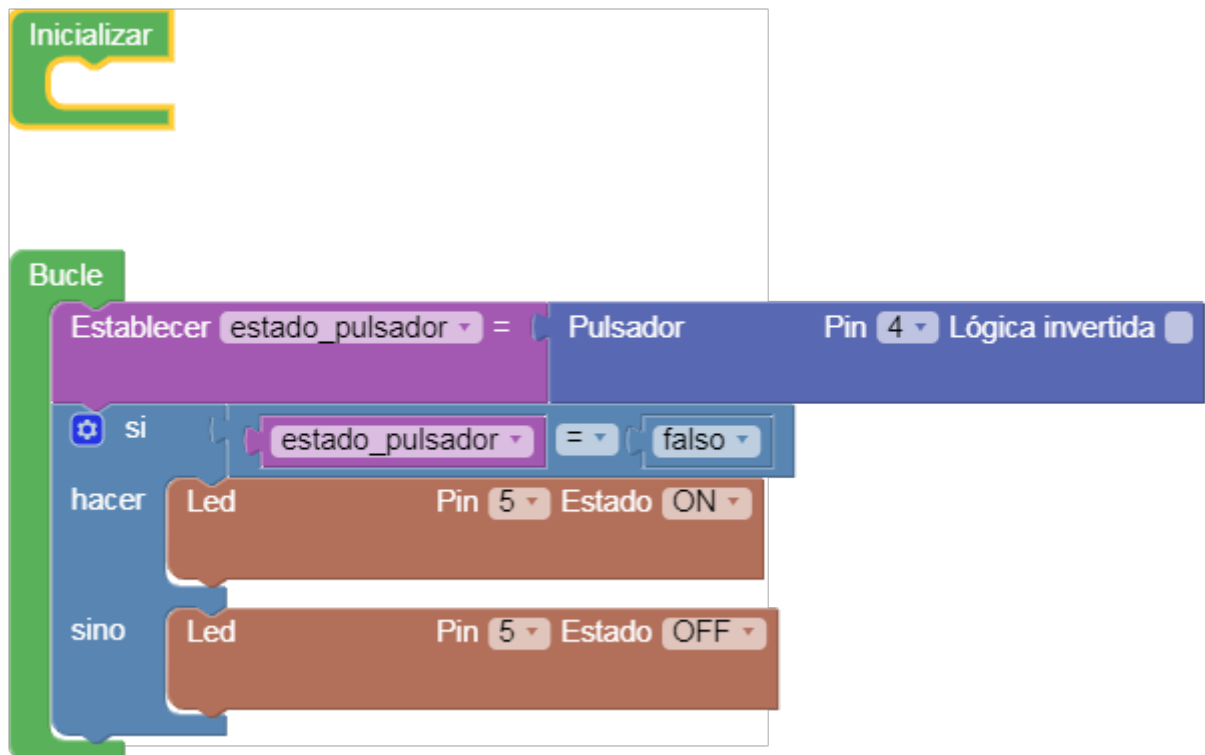 Inicializar
Bucle
Establecer estado_pulsador = Pulsador Pin 4 Lógica invertida
si estado_pulsador = falso
hacer Led Pin 5 Estado ON
sino Led Pin 5 Estado OFF